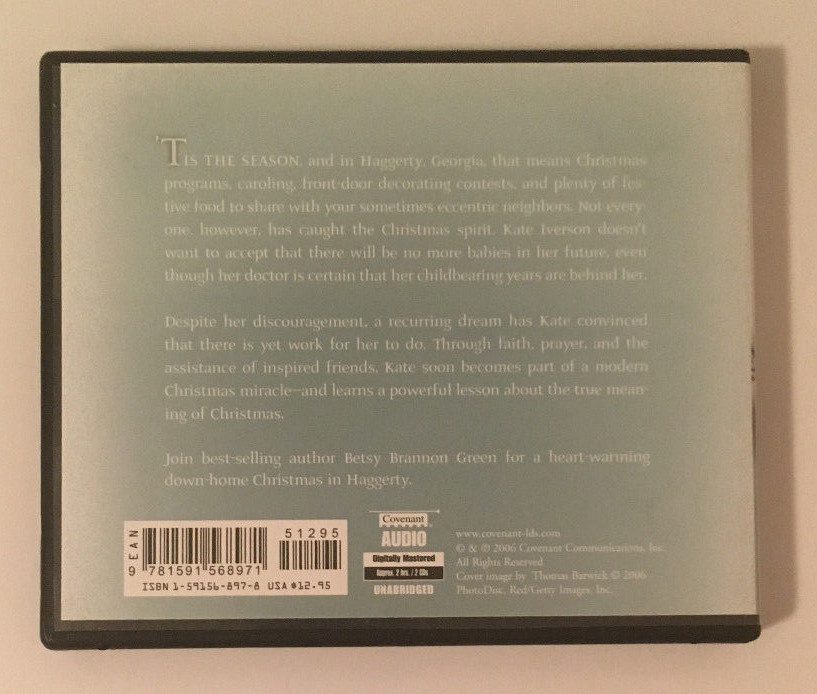 'TIS THE SEASON, and in Haggerty, Georgia, that means Christmas
programs, caroling, front-door decorating contests, and plenty of fes-
tive food to share with your sometimes eccentric neighbors. Not every-
one, however, has caught the Christmas spirit. Kate Iverson doesn't
want to accept that there will be no more babies in her future, even
though her doctor is certain that her childbearing years are behind her.
Despite her discouragement, a recurring dream has Kate convinced
that there is yet work for her to do. Through faith, prayer, and the
assistance of inspired friends, Kate soon becomes part of a modern
Christmas miracle—and learns a powerful lesson about the true mean-
ing of Christmas.
Join best-selling author Betsy Brannon Green for a heart-warming
down-home Christmas in Haggerty.
EAN
51295
9 781591 568971
ISBN 1-59156-897-8 USA $12.95
Covenant
AUDIO
Digitally Mastered
Approx. 2 hrs. / 2 CDs
UNABRIDGED
www.covenant-lds.com
© & ℗ 2006 Covenant Communications, Inc.
All Rights Reserved
Cover image by Thomas Barwick © 2006
PhotoDisc, Red/Getty Images, Inc.